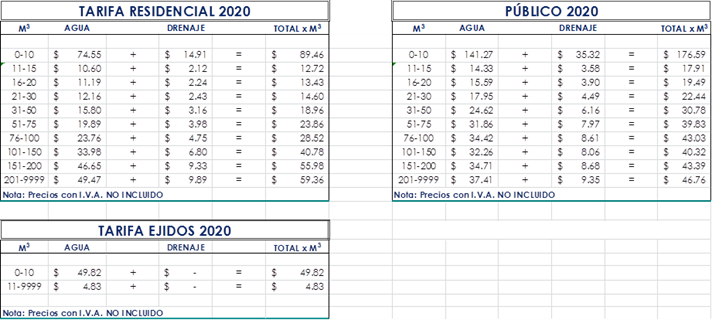 TARIFA RESIDENCIAL 2020
M³ AGUA DRENAJE TOTAL x M³
0-10 $ 74.55 + $ 14.91 = $ 89.46
11-15 $ 10.60 + $ 2.12 = $ 12.72
16-20 $ 11.19 + $ 2.24 = $ 13.43
21-30 $ 12.16 + $ 2.43 = $ 14.60
31-50 $ 15.80 + $ 3.16 = $ 18.96
51-75 $ 19.89 + $ 3.98 = $ 23.86
76-100 $ 23.76 + $ 4.75 = $ 28.52
101-150 $ 33.98 + $ 6.80 = $ 40.78
151-200 $ 46.65 + $ 9.33 = $ 55.98
201-9999 $ 49.47 + $ 9.89 = $ 59.36
Nota: Precios con I.V.A. NO INCLUIDO
PÚBLICO 2020
M³ AGUA DRENAJE TOTAL x M³
0-10 $ 141.27 + $ 35.32 = $ 176.59
11-15 $ 14.33 + $ 3.58 = $ 17.91
16-20 $ 15.59 + $ 3.90 = $ 19.49
21-30 $ 17.95 + $ 4.49 = $ 22.44
31-50 $ 24.62 + $ 6.16 = $ 30.78
51-75 $ 31.86 + $ 7.97 = $ 39.83
76-100 $ 34.42 + $ 8.61 = $ 43.03
101-150 $ 32.26 + $ 8.06 = $ 40.32
151-200 $ 34.71 + $ 8.68 = $ 43.39
201-9999 $ 37.41 + $ 9.35 = $ 46.76
Nota: Precios con I.V.A. NO INCLUIDO
TARIFA EJIDOS 2020
M³ AGUA DRENAJE TOTAL x M³
0-10 $ 49.82 + $ - = $ 49.82
11-9999 $ 4.83 + $ - = $ 4.83
Nota: Precios con I.V.A. NO INCLUIDO